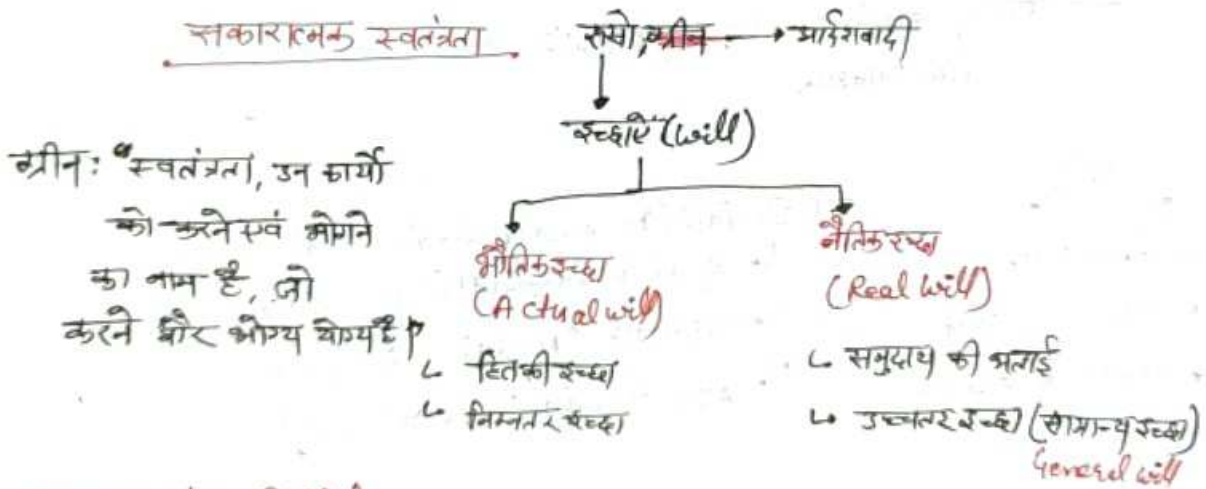 सकारात्मक स्वतंत्रता
रूसो, ग्रीन → आदर्शवादी
इच्छाएँ (will)
ग्रीन: "स्वतंत्रता, उन कार्यों
को करने एवं भोगने
का नाम है, जो
करने और भोग्य योग्य है।"
भौतिक इच्छा
(Actual will)
↳ हित की इच्छा
↳ निम्नतर इच्छा
नैतिक इच्छा
(Real will)
↳ समुदाय की भलाई
↳ उच्चतर इच्छा (सामान्य इच्छा)
General will